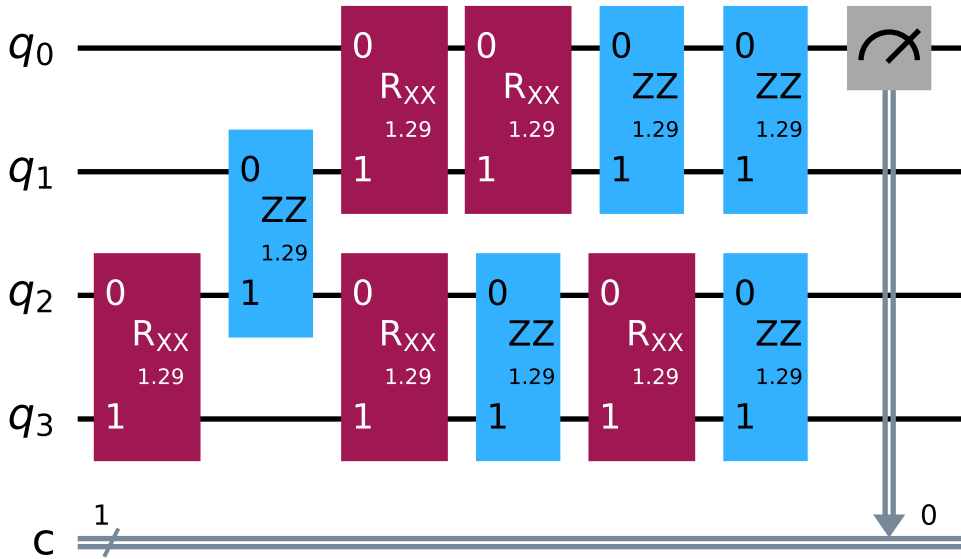 q0 0 0 0 0
RXX RXX ZZ ZZ
1.29 1.29 1.29 1.29
q1 0 1 1 1 1
ZZ
1.29
q2 0 1 0 0 0 0
RXX RXX ZZ RXX ZZ
1.29 1.29 1.29 1.29 1.29
q3 1 1 1 1 1
1 0
c